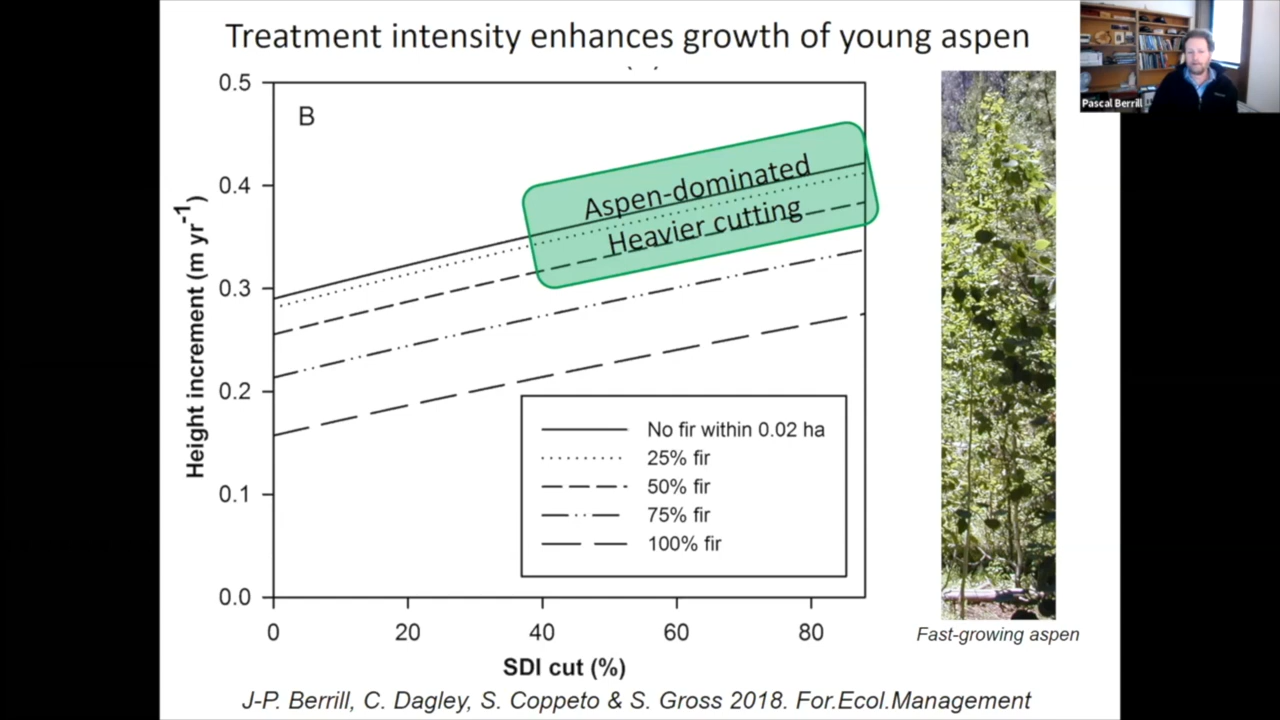 Treatment intensity enhances growth of young aspen
Pascal Berrill
B
0.5
0.4
0.3
0.2
0.1
0.0
Height increment (m yr-1)
Aspen-dominated
Heavier cutting
No fir within 0.02 ha
25% fir
50% fir
75% fir
100% fir
0 20 40 60 80
SDI cut (%)
Fast-growing aspen
J-P. Berrill, C. Dagley, S. Coppeto & S. Gross 2018. For.Ecol.Management